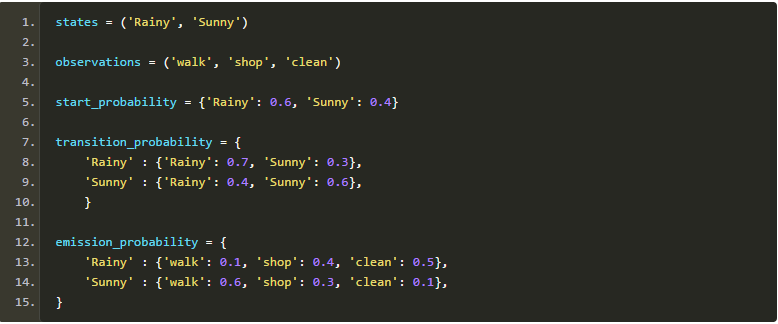 1. states = ('Rainy', 'Sunny')
2.
3. observations = ('walk', 'shop', 'clean')
4.
5. start_probability = {'Rainy': 0.6, 'Sunny': 0.4}
6.
7. transition_probability = {
8.     'Rainy' : {'Rainy': 0.7, 'Sunny': 0.3},
9.     'Sunny' : {'Rainy': 0.4, 'Sunny': 0.6},
10.     }
11.
12. emission_probability = {
13.     'Rainy' : {'walk': 0.1, 'shop': 0.4, 'clean': 0.5},
14.     'Sunny' : {'walk': 0.6, 'shop': 0.3, 'clean': 0.1},
15. }